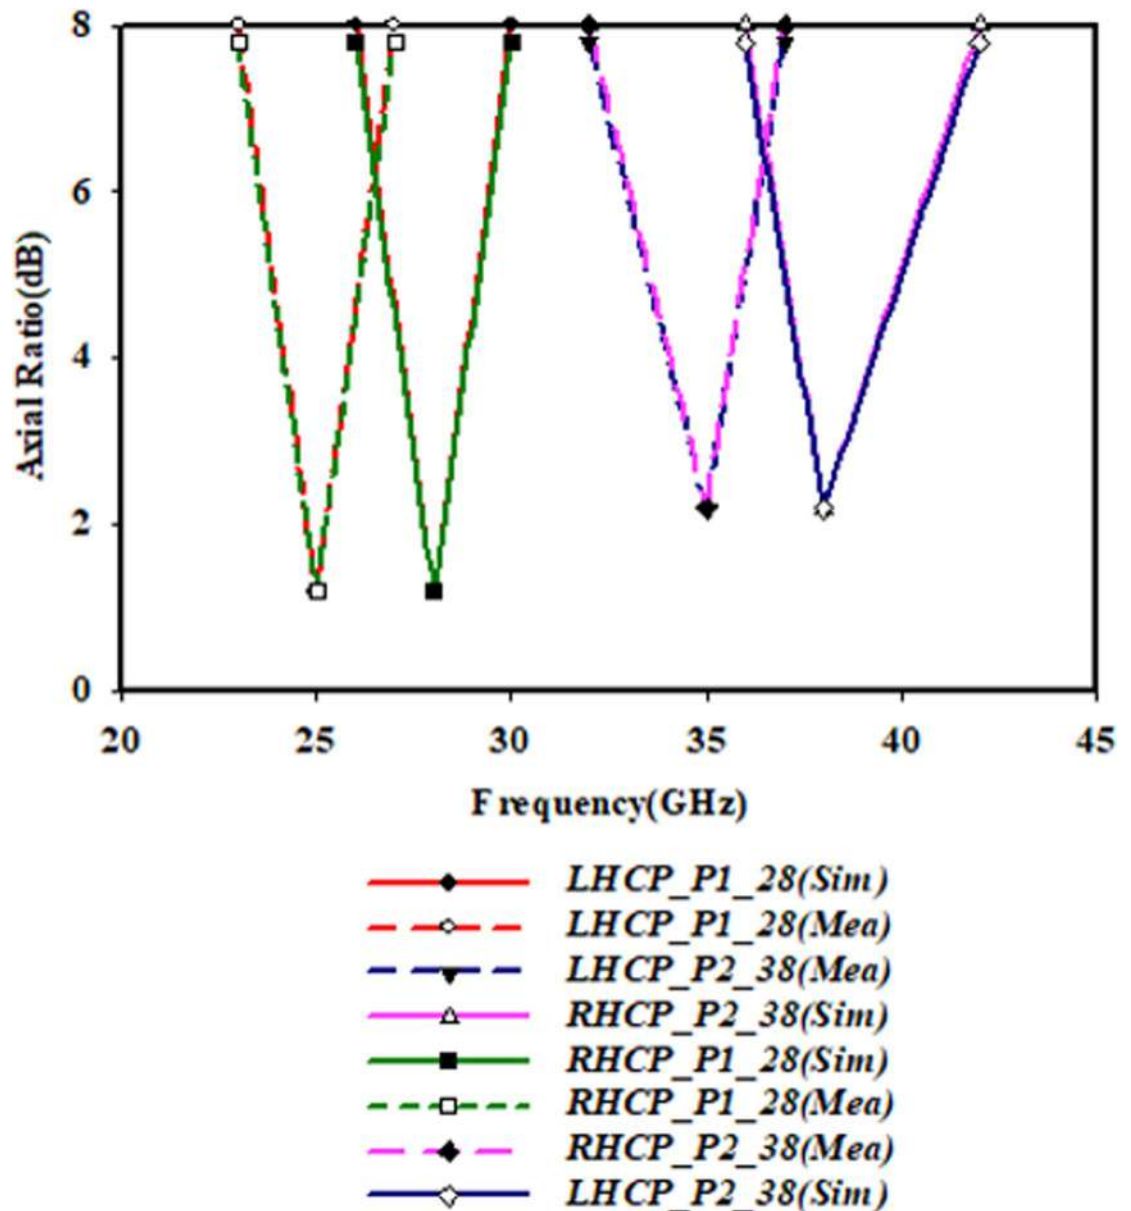 8
6
4
2
0
Axial Ratio(dB)
20 25 30 35 40 45
Frequency(GHz)
LHCP_P1_28(Sim)
LHCP_P1_28(Mea)
LHCP_P2_38(Mea)
RHCP_P2_38(Sim)
RHCP_P1_28(Sim)
RHCP_P1_28(Mea)
RHCP_P2_38(Mea)
LHCP_P2_38(Sim)